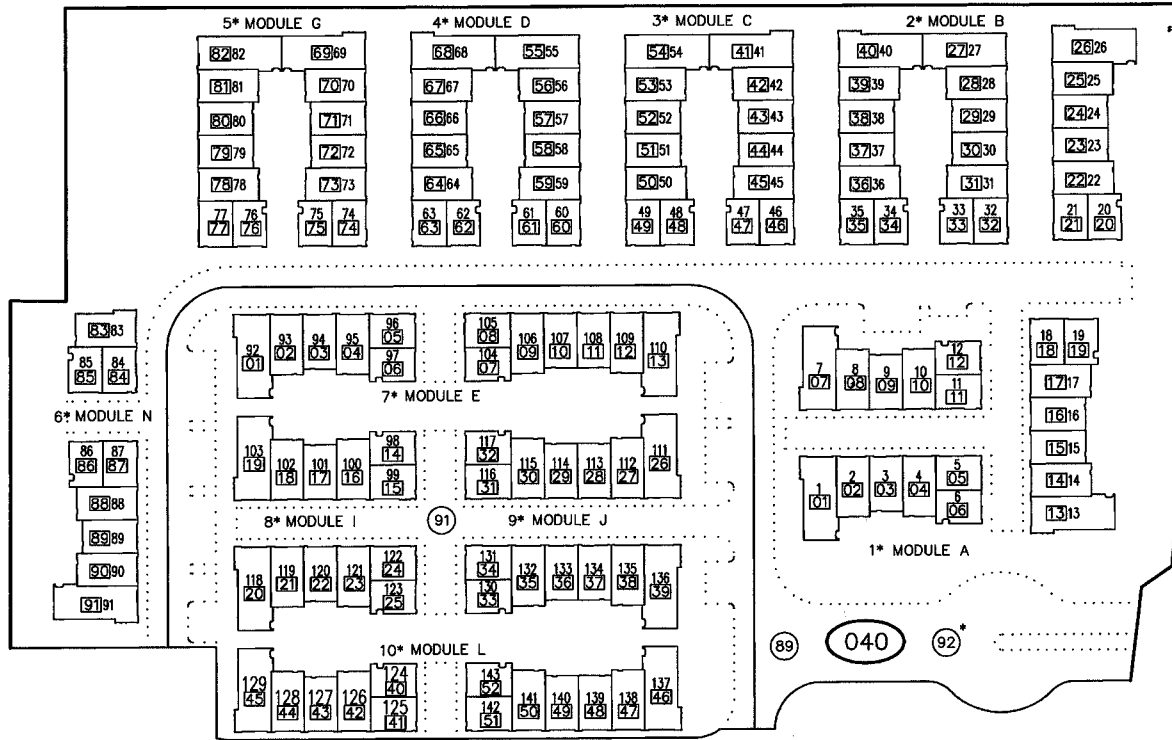 5* MODULE G 4* MODULE D 3* MODULE C 2* MODULE B
82 82 69 69 68 68 55 55 54 54 41 41 40 40 27 27 26 26
81 81 70 70 67 67 56 56 53 53 42 42 39 39 28 28 25 25
80 80 71 71 66 66 57 57 52 52 43 43 38 38 29 29 24 24
79 79 72 72 65 65 58 58 51 51 44 44 37 37 30 30 23 23
78 78 73 73 64 64 59 59 50 50 45 45 36 36 31 31 22 22
77 76 75 74 63 62 61 60 49 48 47 46 35 34 33 32 21 20
77 76 75 74 63 62 61 60 49 48 47 46 35 34 33 32 21 20
83 83
85 84
85 84
6* MODULE N
86 87
86 87
88 88
89 89
90 90
91 91
92 93 94 95 96 105 106 107 108 109 110
01 02 03 04 05 08 09 10 11 12 13
97 104
06 07
7* MODULE E
103 102 101 100 98 117 115 114 113 112 111
19 18 17 16 14 32 30 29 28 27 26
99 116
15 31
8* MODULE I 91 9* MODULE J
118 119 120 121 122 131 132 133 134 135 136
20 21 22 23 24 34 35 36 37 38 39
123 130
25 33
10* MODULE L
129 128 127 126 124 143 141 140 139 138 137
45 44 43 42 40 52 50 49 48 47 46
125 142
41 51
7 8 9 10 12
07 08 09 10 12
11
11
18 19
18 19
17 17
16 16
15 15
14 14
13 13
1 2 3 4 5
01 02 03 04 05
6
06
1* MODULE A
89 040 92*